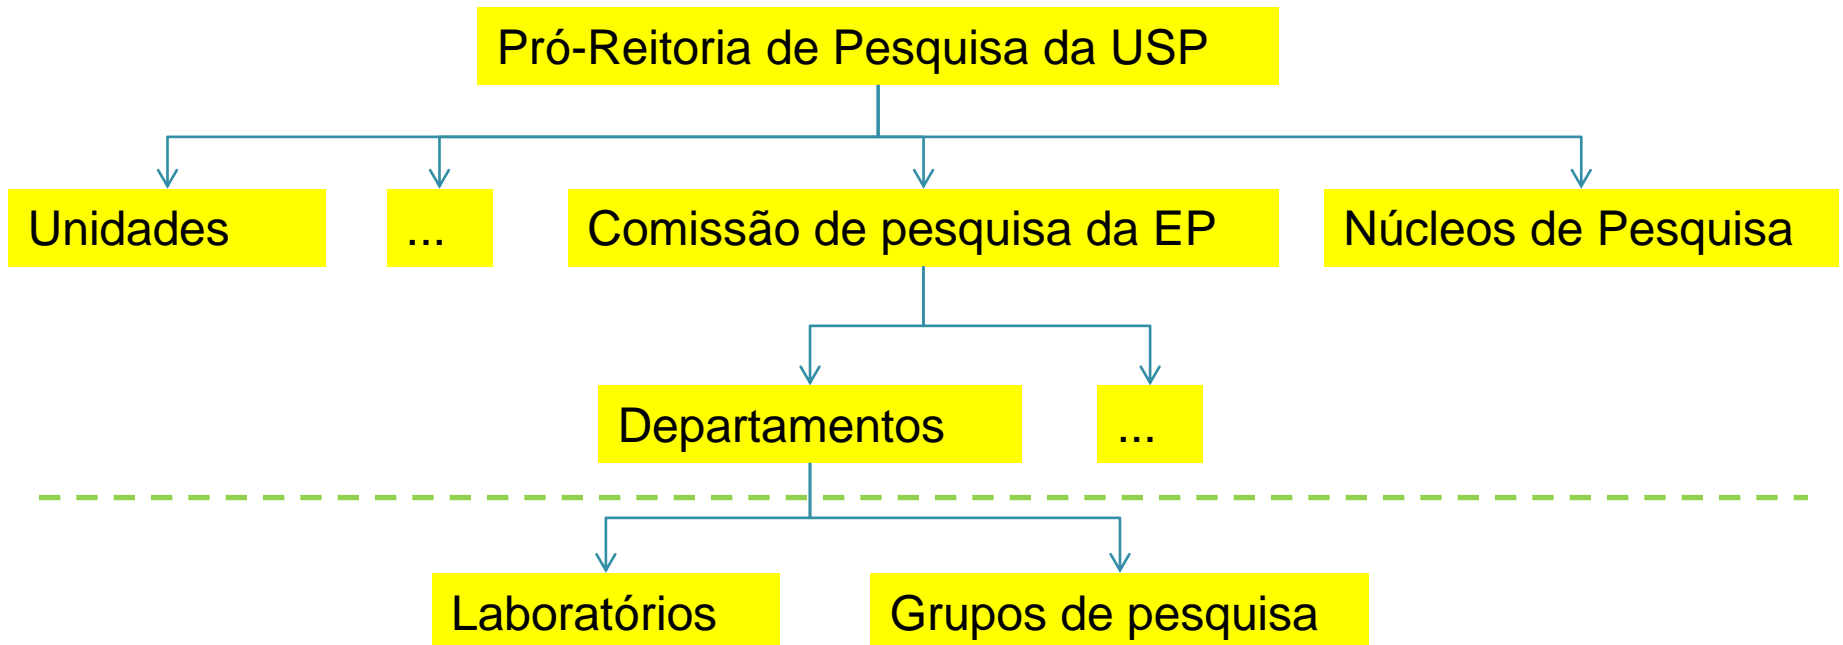 Pró-Reitoria de Pesquisa da USP
Unidades
...
Comissão de pesquisa da EP
Núcleos de Pesquisa
Departamentos
...
Laboratórios
Grupos de pesquisa